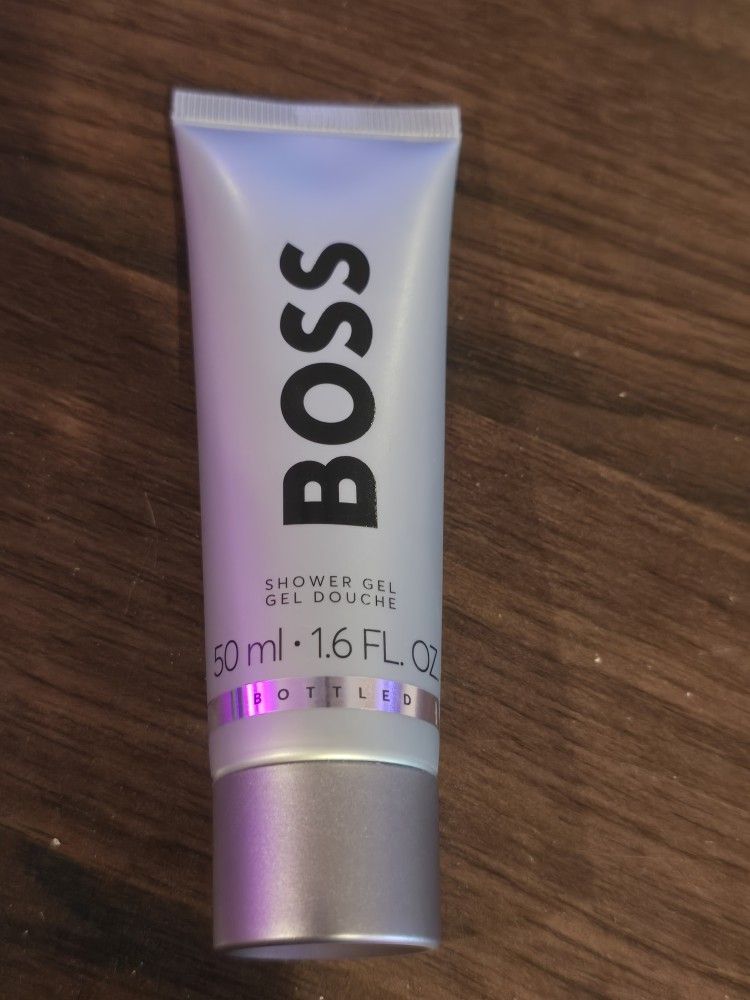 BOSS
SHOWER GEL
GEL DOUCHE
50 ml · 1.6 FL. OZ
BOTTLED